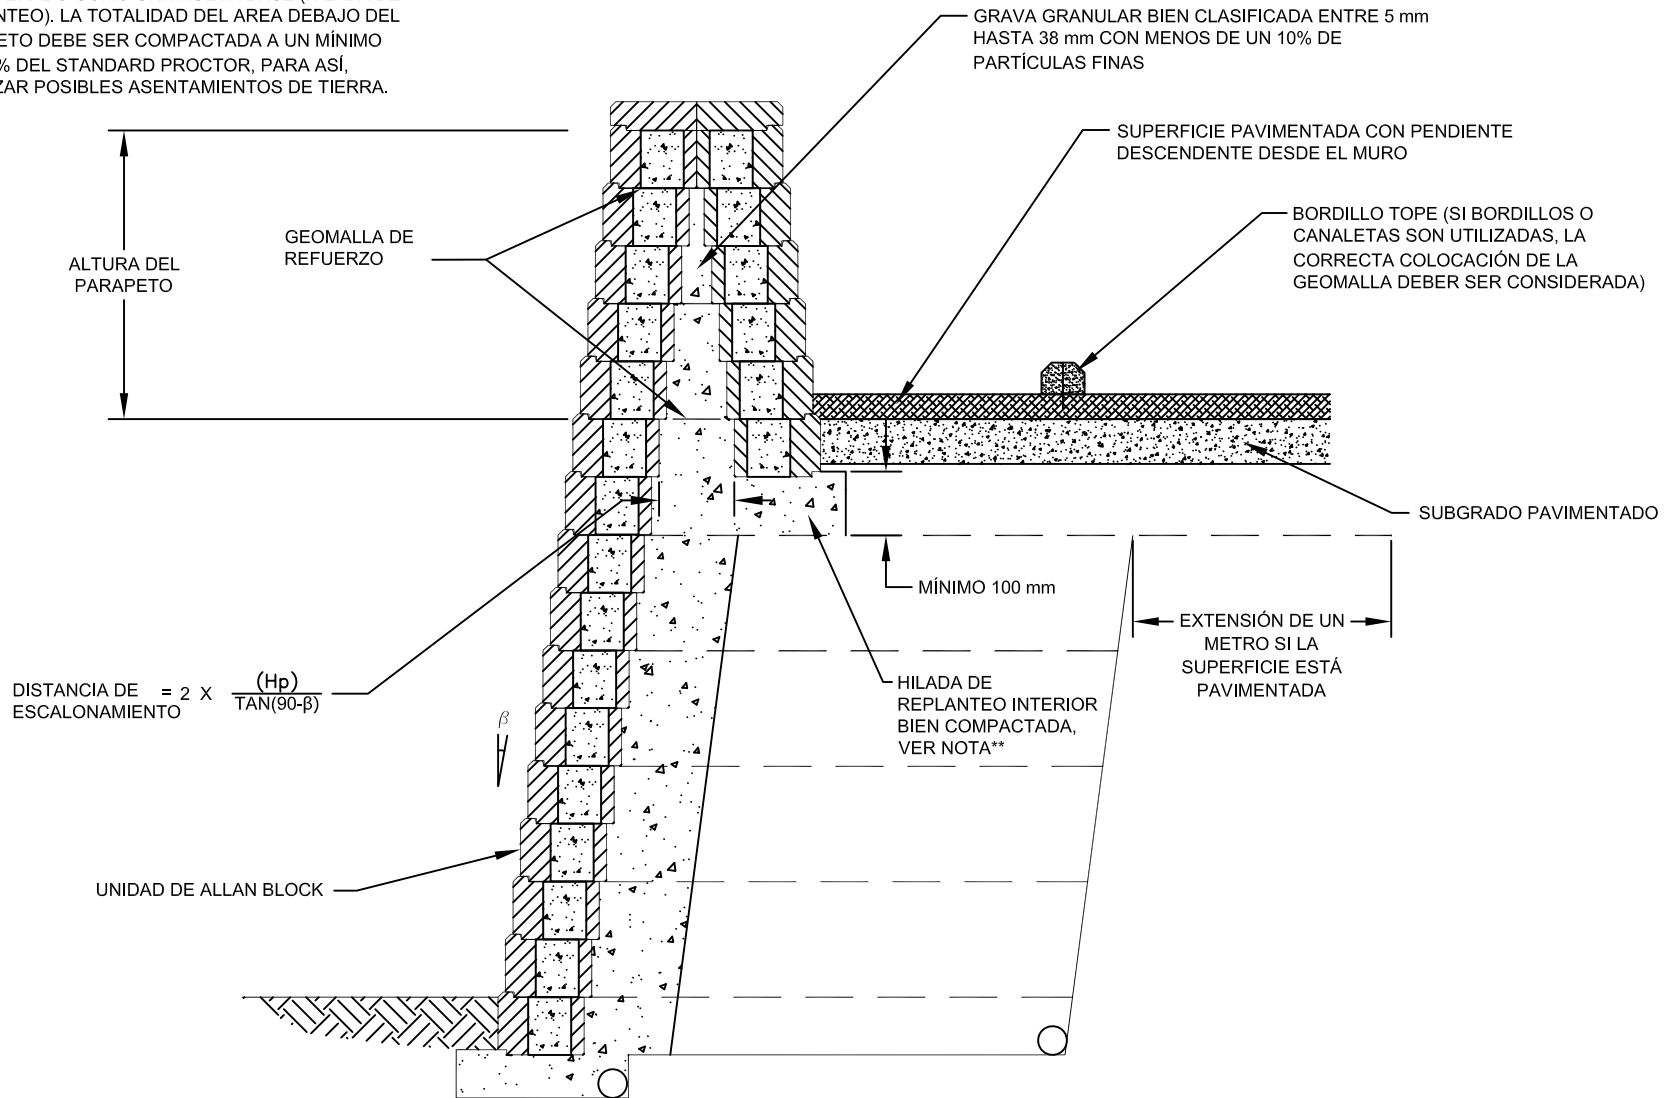 NTEO). LA TOTALIDAD DEL AREA DEBAJO DEL
ETO DEBE SER COMPACTADA A UN MÍNIMO
% DEL STANDARD PROCTOR, PARA ASÍ,
ZAR POSIBLES ASENTAMIENTOS DE TIERRA.
GRAVA GRANULAR BIEN CLASIFICADA ENTRE 5 mm
HASTA 38 mm CON MENOS DE UN 10% DE
PARTÍCULAS FINAS
SUPERFICIE PAVIMENTADA CON PENDIENTE
DESCENDENTE DESDE EL MURO
BORDILLO TOPE (SI BORDILLOS O
CANALETAS SON UTILIZADAS, LA
CORRECTA COLOCACIÓN DE LA
GEOMALLA DEBER SER CONSIDERADA)
GEOMALLA DE
REFUERZO
ALTURA DEL
PARAPETO
SUBGRADO PAVIMENTADO
MÍNIMO 100 mm
EXTENSIÓN DE UN
METRO SI LA
SUPERFICIE ESTÁ
PAVIMENTADA
HILADA DE
REPLANTEO INTERIOR
BIEN COMPACTADA,
VER NOTA**
DISTANCIA DE
ESCALONAMIENTO = 2 X (Hp)
TAN(90-β)
β
UNIDAD DE ALLAN BLOCK